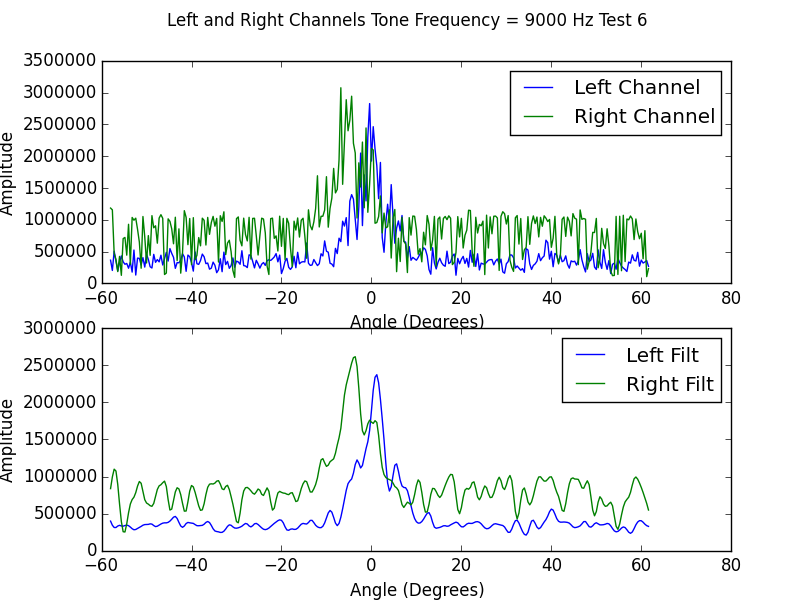 Left and Right Channels Tone Frequency = 9000 Hz Test 6
3500000
3000000
2500000
2000000
1500000
1000000
500000
0
Amplitude
Left Channel
Right Channel
−60 −40 −20 0 20 40 60 80
Angle (Degrees)
3000000
2500000
2000000
1500000
1000000
500000
0
Amplitude
Left Filt
Right Filt
−60 −40 −20 0 20 40 60 80
Angle (Degrees)